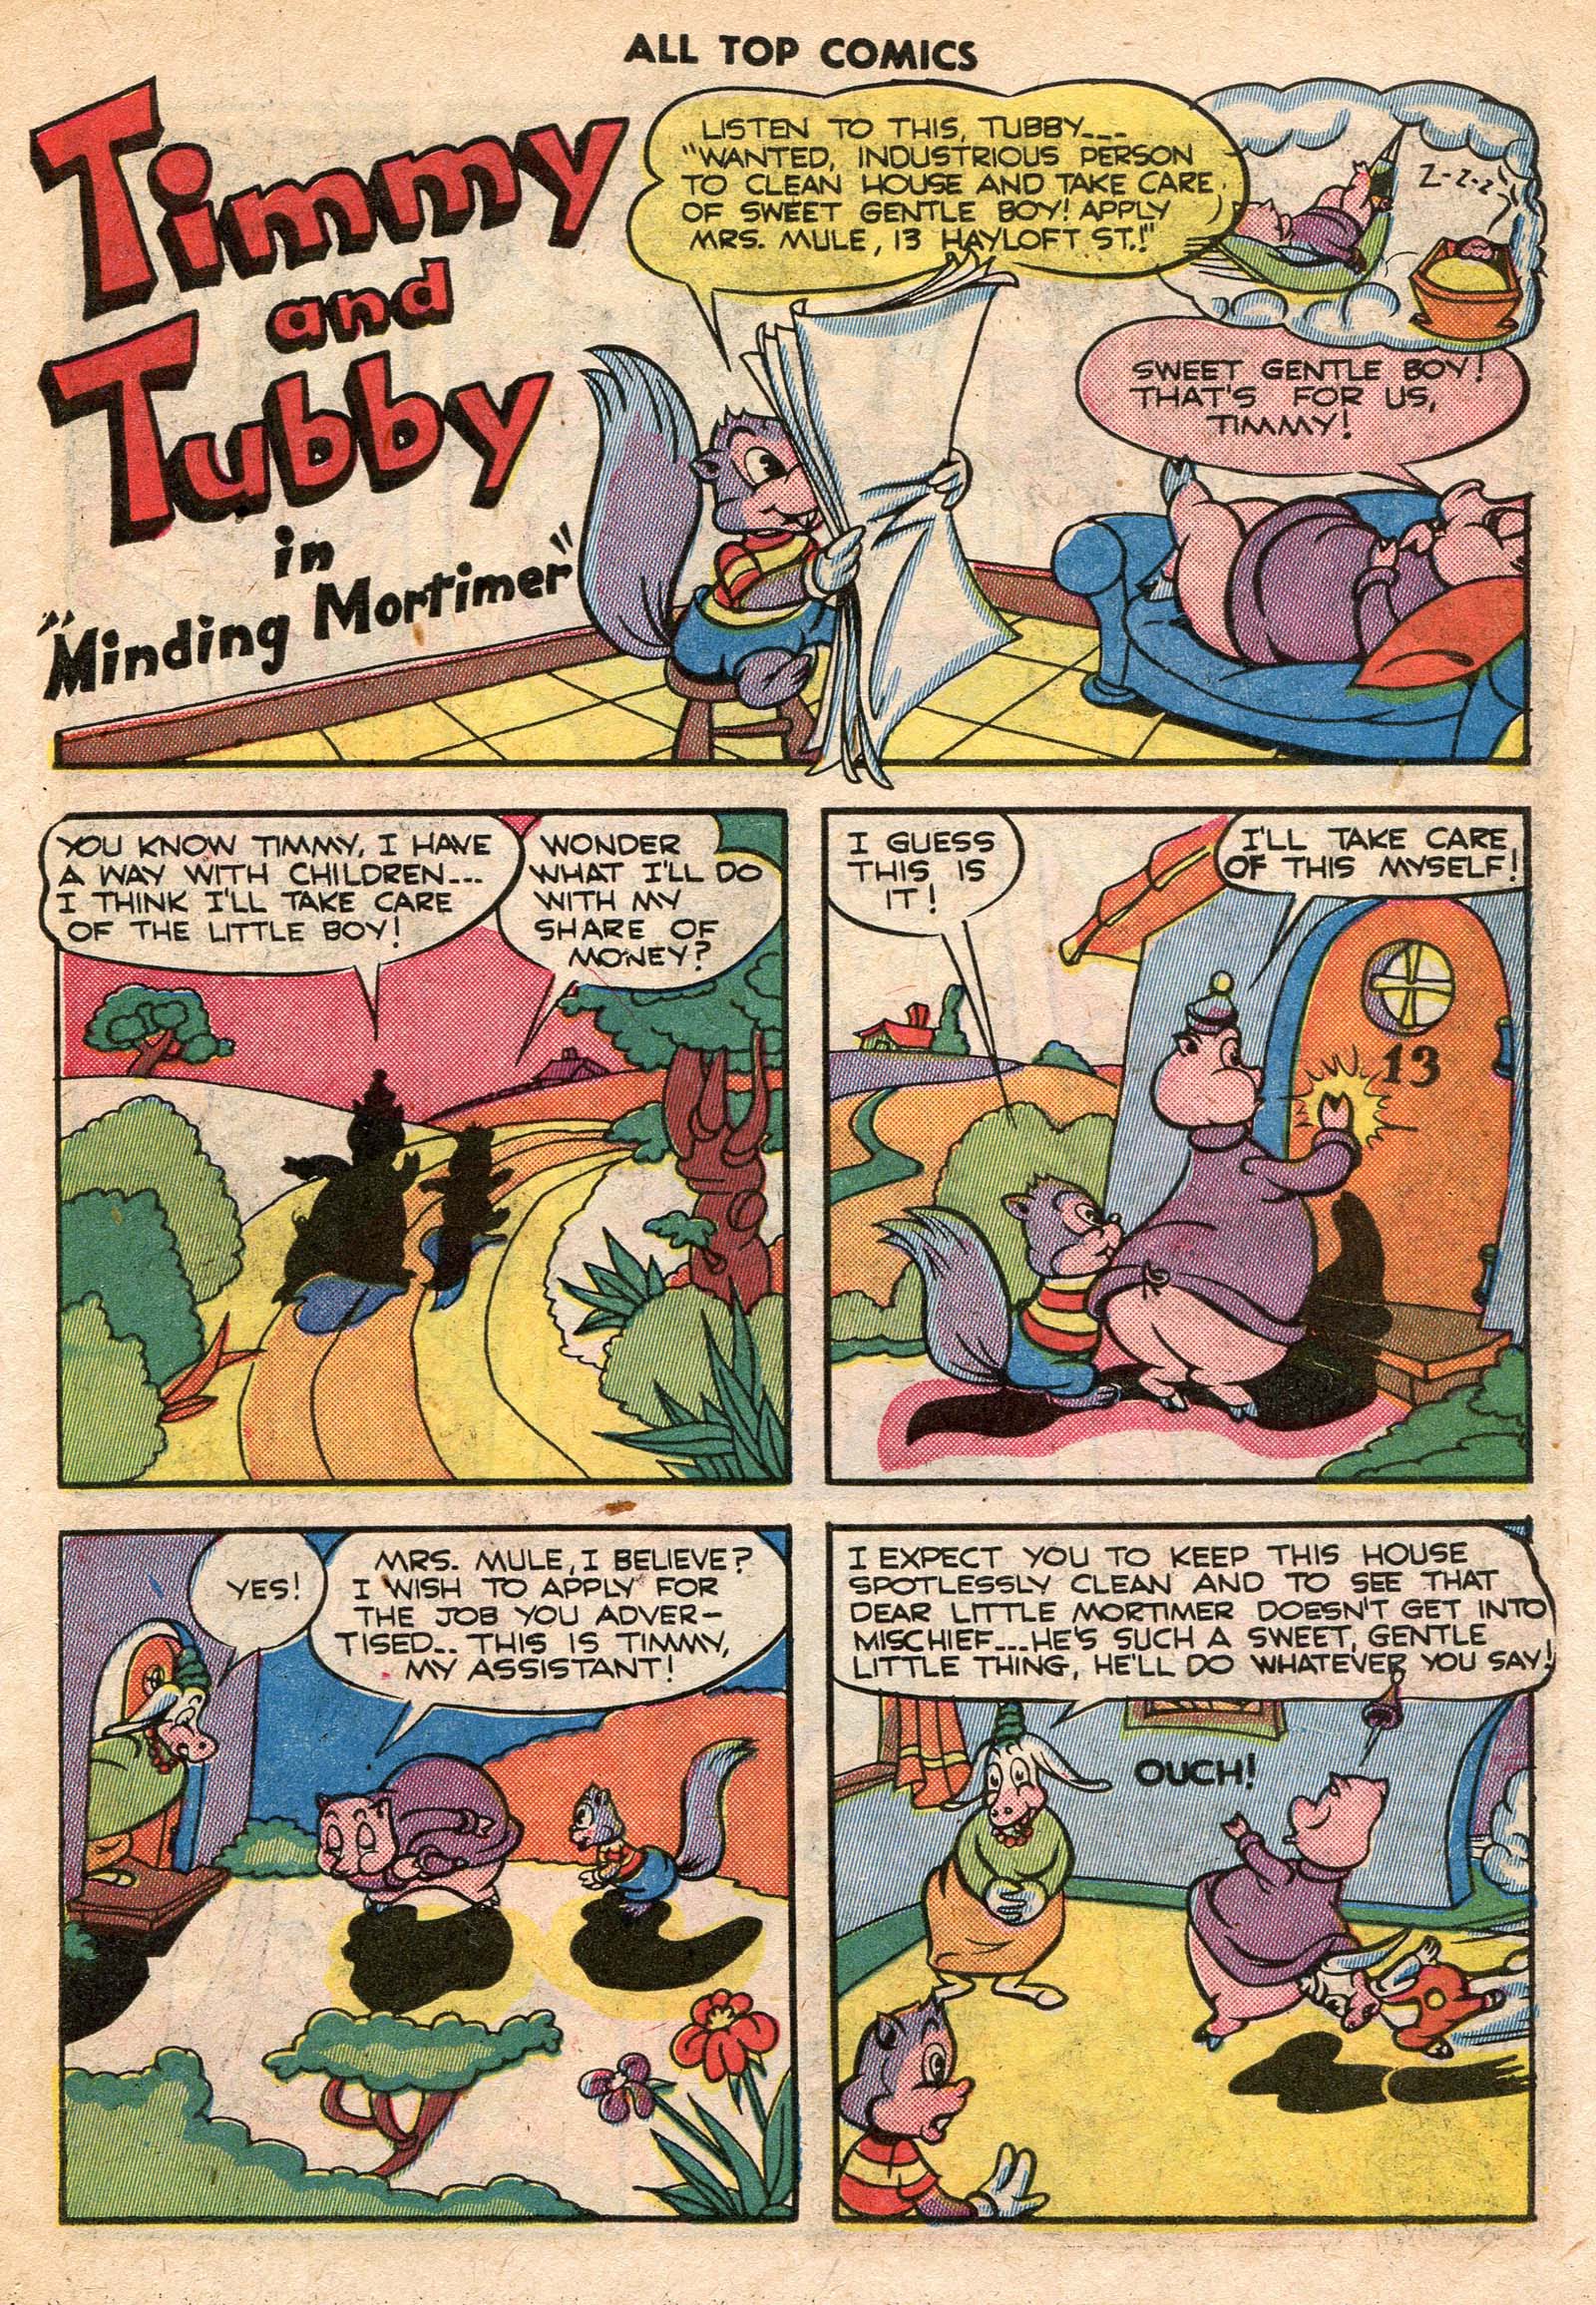 ALL TOP COMICS
Timmy
and
Tubby
in
"Minding Mortimer"
LISTEN TO THIS, TUBBY---
"WANTED, INDUSTRIOUS PERSON
TO CLEAN HOUSE AND TAKE CARE
OF SWEET GENTLE BOY! APPLY
MRS. MULE, 13 HAYLOFT ST.!"
Z-Z-Z-Z
SWEET GENTLE BOY!
THAT'S FOR US,
TIMMY!
YOU KNOW TIMMY, I HAVE
A WAY WITH CHILDREN---
I THINK I'LL TAKE CARE
OF THE LITTLE BOY!
WONDER
WHAT I'LL DO
WITH MY
SHARE OF
MONEY?
I GUESS
THIS IS
IT!
I'LL TAKE CARE
OF THIS MYSELF!
13
YES!
MRS. MULE, I BELIEVE?
I WISH TO APPLY FOR
THE JOB YOU ADVER-
TISED.. THIS IS TIMMY,
MY ASSISTANT!
I EXPECT YOU TO KEEP THIS HOUSE
SPOTLESSLY CLEAN AND TO SEE THAT
DEAR LITTLE MORTIMER DOESN'T GET INTO
MISCHIEF...HE'S SUCH A SWEET, GENTLE
LITTLE THING, HE'LL DO WHATEVER YOU SAY!
OUCH!